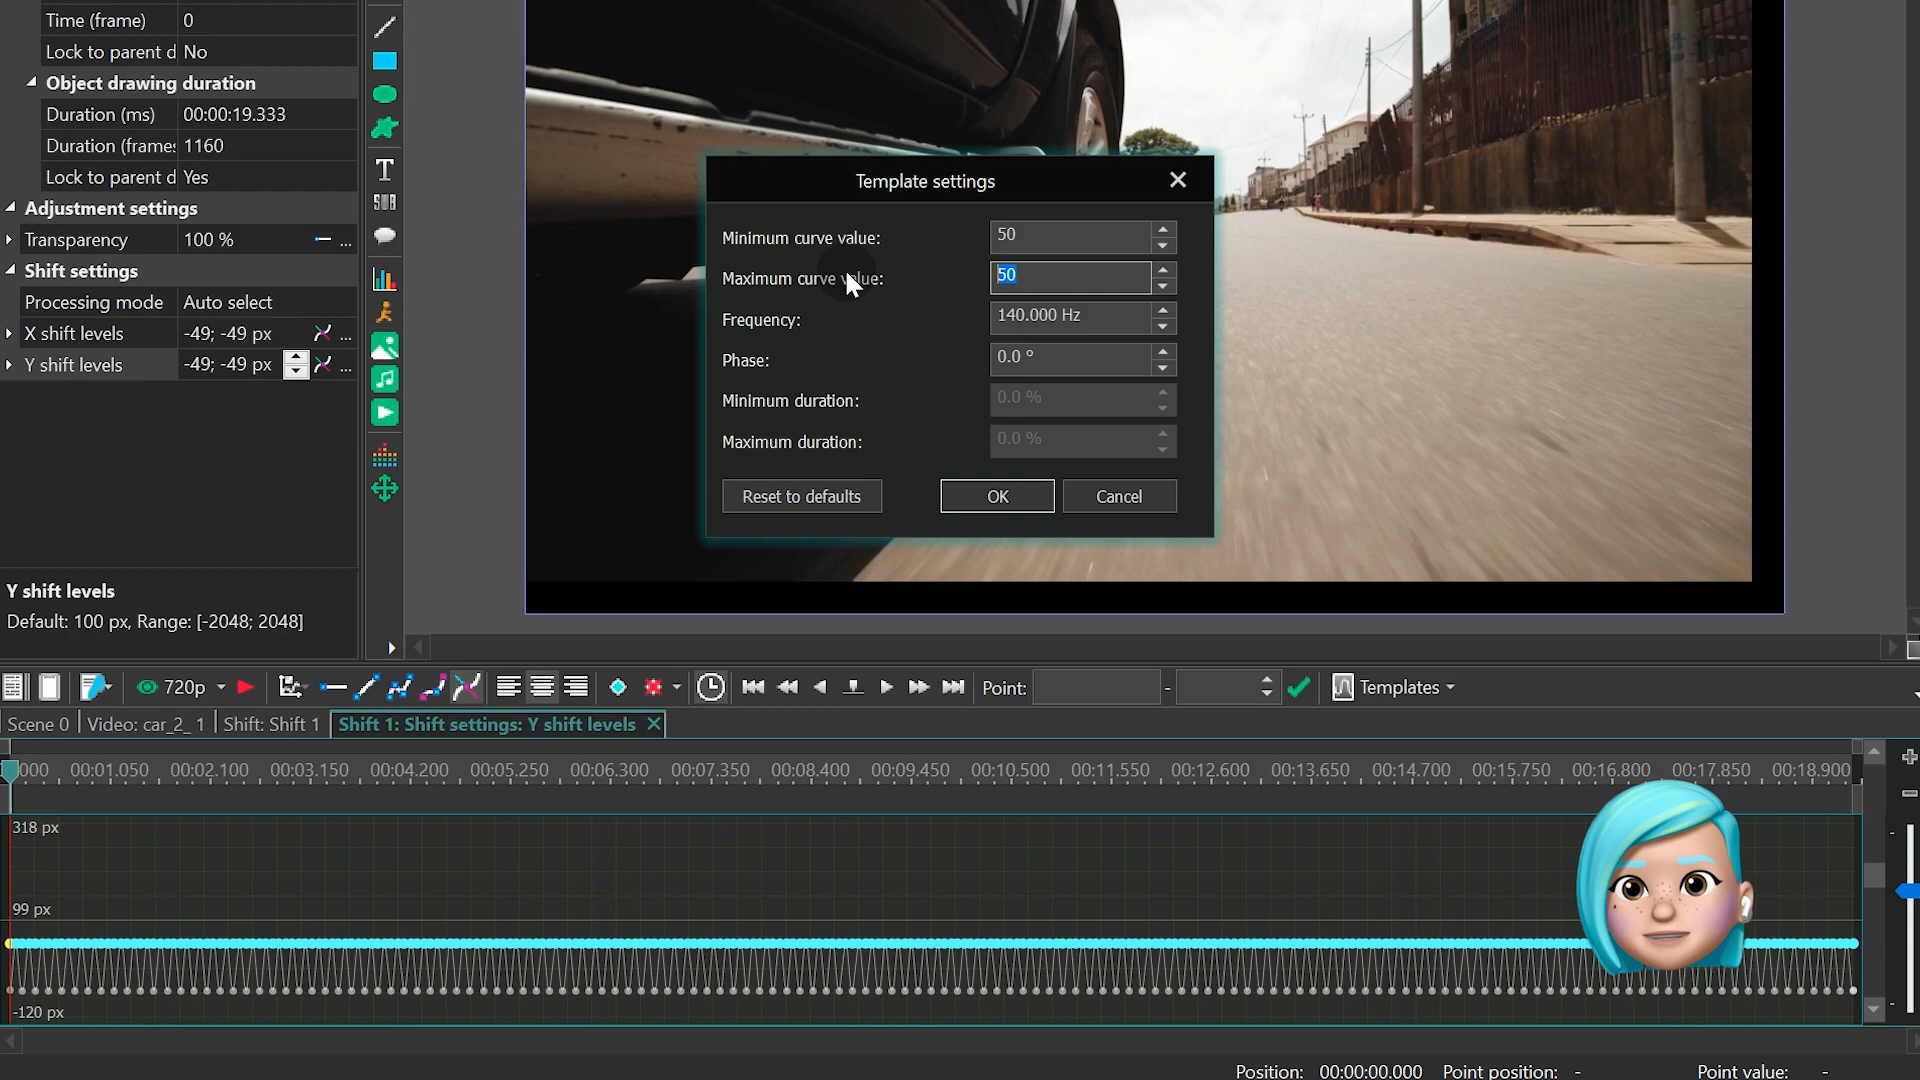 Time (frame) 0
Lock to parent d No
Object drawing duration
Duration (ms) 00:00:19.333
Duration (frame: 1160
Lock to parent d Yes
Adjustment settings
Transparency 100 % ...
Shift settings
Processing mode Auto select
X shift levels -49; -49 px ...
Y shift levels -49; -49 px ...
Y shift levels
Default: 100 px, Range: [-2048; 2048]
T
SUB
Template settings
Minimum curve value: 50
Maximum curve value: 50
Frequency: 140.000 Hz
Phase: 0.0 °
Minimum duration: 0.0 %
Maximum duration: 0.0 %
Reset to defaults OK Cancel
720p Point: - Templates
Scene 0 Video: car_2_ 1 Shift: Shift 1 Shift 1: Shift settings: Y shift levels
000 00:01.050 00:02.100 00:03.150 00:04.200 00:05.250 00:06.300 00:07.350 00:08.400 00:09.450 00:10.500 00:11.550 00:12.600 00:13.650 00:14.700 00:15.750 00:16.800 00:17.850 00:18.900
318 px
99 px
-120 px
Position: 00:00:00.000 Point position: - Point value: -